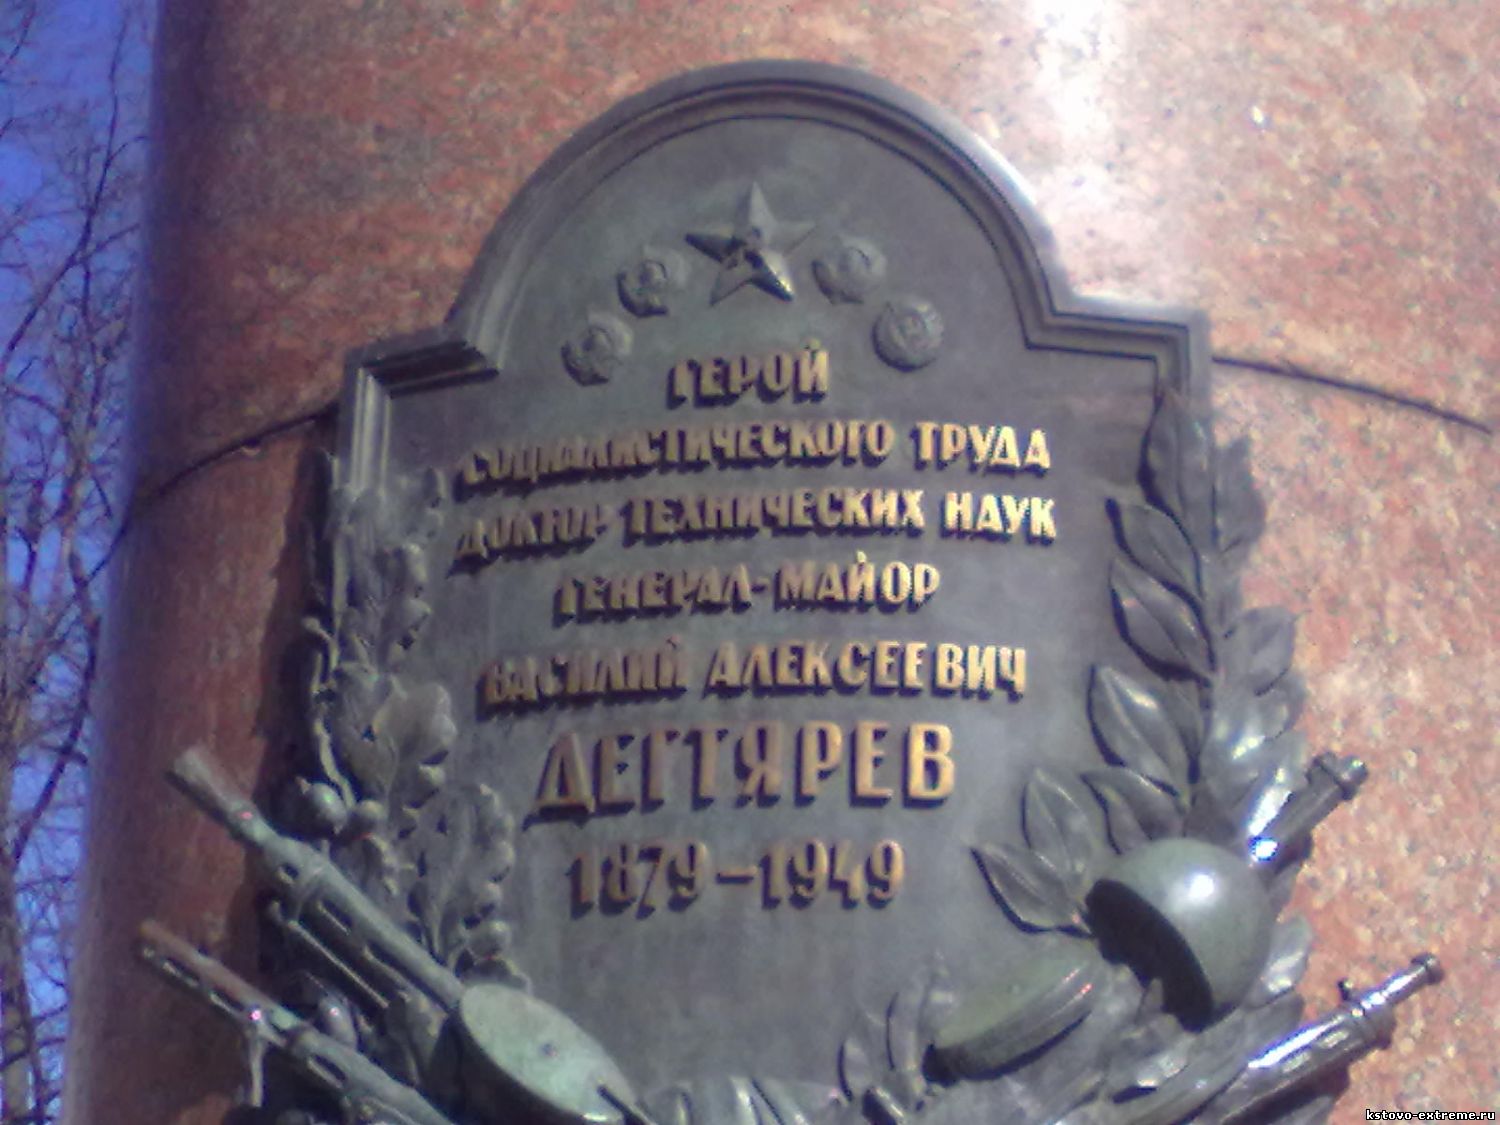 ГЕРОЙ
СОЦИАЛИСТИЧЕСКОГО ТРУДА
ДОКТОР ТЕХНИЧЕСКИХ НАУК
ГЕНЕРАЛ-МАЙОР
ВАСИЛИЙ АЛЕКСЕЕВИЧ
ДЕГТЯРЕВ
1879–1949
kstovo-extreme.ru